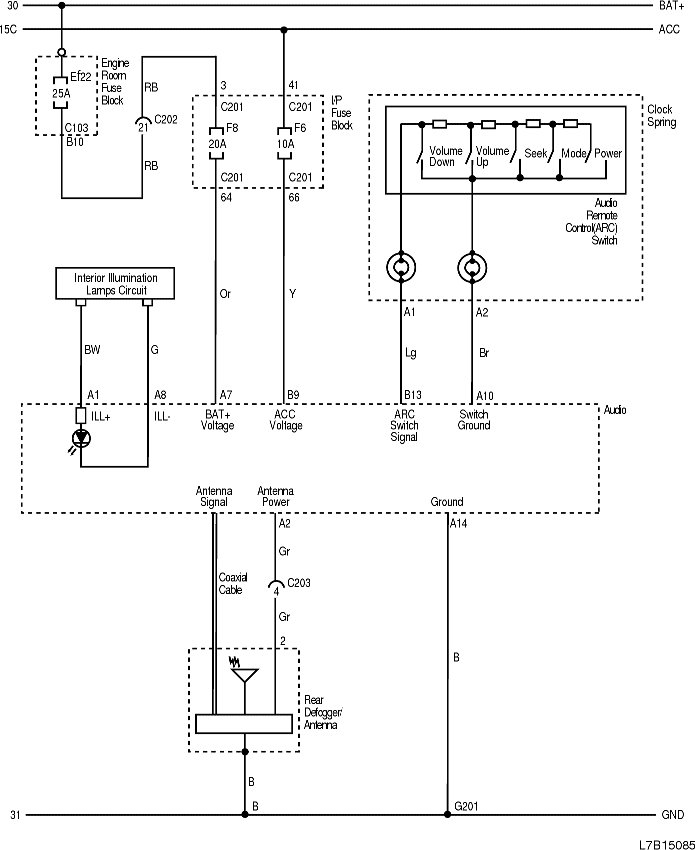 30
BAT+
15C
ACC
Ef22
25A
Engine
Room
Fuse
Block
C103
B10
RB
21
C202
RB
3
41
C201
C201
F8
20A
F6
10A
C201
C201
I/P
Fuse
Block
64
66
Clock
Spring
Volume
Down
Volume
Up
Seek
Mode
Power
Audio
Remote
Control(ARC)
Switch
Interior Illumination
Lamps Circuit
BW
G
Or
Y
A1
A2
Lg
Br
A1
A8
A7
B9
B13
A10
ILL+
ILL-
BAT+
Voltage
ACC
Voltage
ARC
Switch
Signal
Switch
Ground
Audio
Antenna
Signal
Antenna
Power
Ground
A2
A14
Gr
Coaxial
Cable
4
C203
Gr
2
B
Rear
Defogger/
Antenna
B
B
G201
31
GND
L7B15085